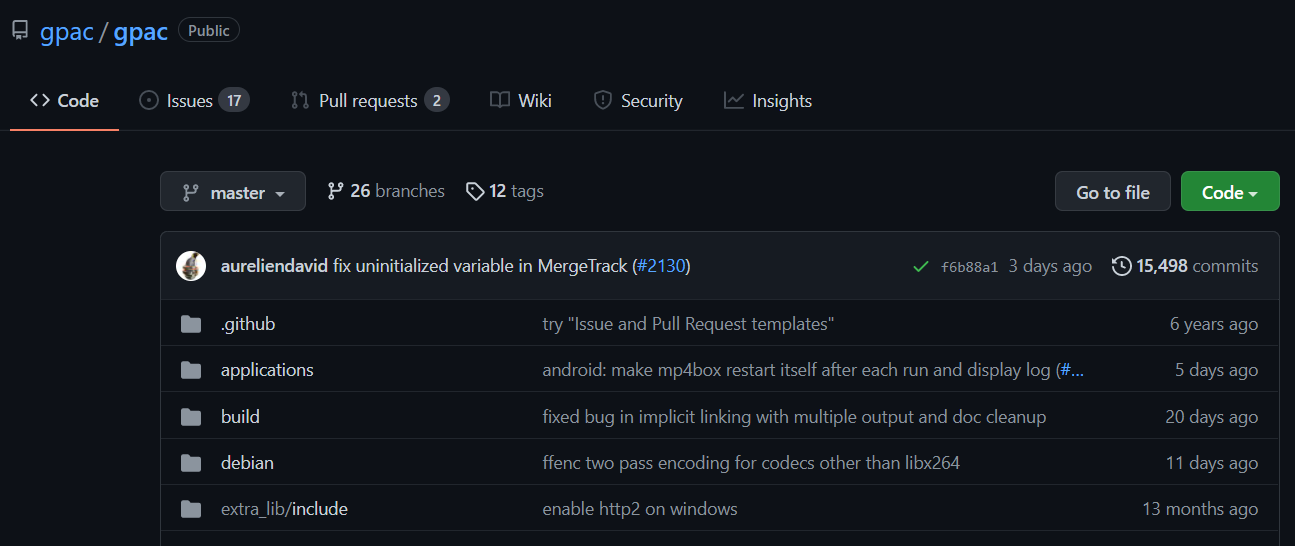 gpac / gpac Public
Code Issues 17 Pull requests 2 Wiki Security Insights
master 26 branches 12 tags Go to file Code
aureliendavid fix uninitialized variable in MergeTrack (#2130) f6b88a1 3 days ago 15,498 commits
.github try "Issue and Pull Request templates" 6 years ago
applications android: make mp4box restart itself after each run and display log (#... 5 days ago
build fixed bug in implicit linking with multiple output and doc cleanup 20 days ago
debian ffenc two pass encoding for codecs other than libx264 11 days ago
extra_lib/include enable http2 on windows 13 months ago